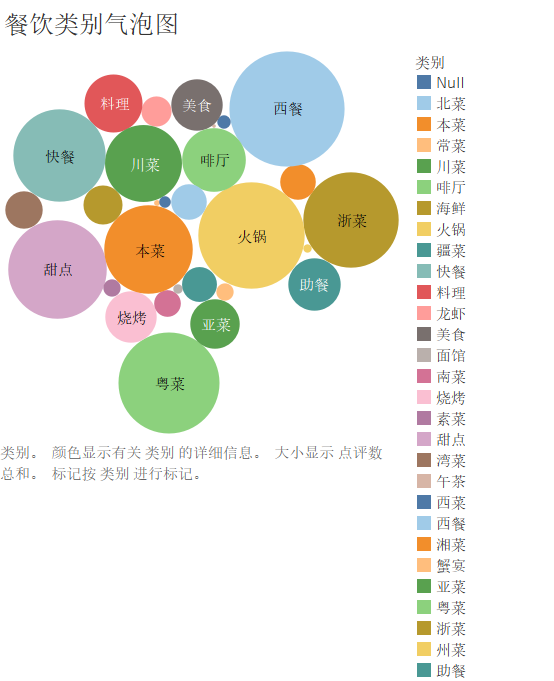 餐饮类别气泡图
料理
美食
西餐
快餐
川菜
啡厅
浙菜
火锅
本菜
甜点
助餐
烧烤
亚菜
粤菜
类别。 颜色显示有关 类别 的详细信息。 大小显示 点评数
总和。 标记按 类别 进行标记。
类别
Null
北菜
本菜
常菜
川菜
啡厅
海鲜
火锅
疆菜
快餐
料理
龙虾
美食
面馆
南菜
烧烤
素菜
甜点
湾菜
午茶
西菜
西餐
湘菜
蟹宴
亚菜
粤菜
浙菜
州菜
助餐